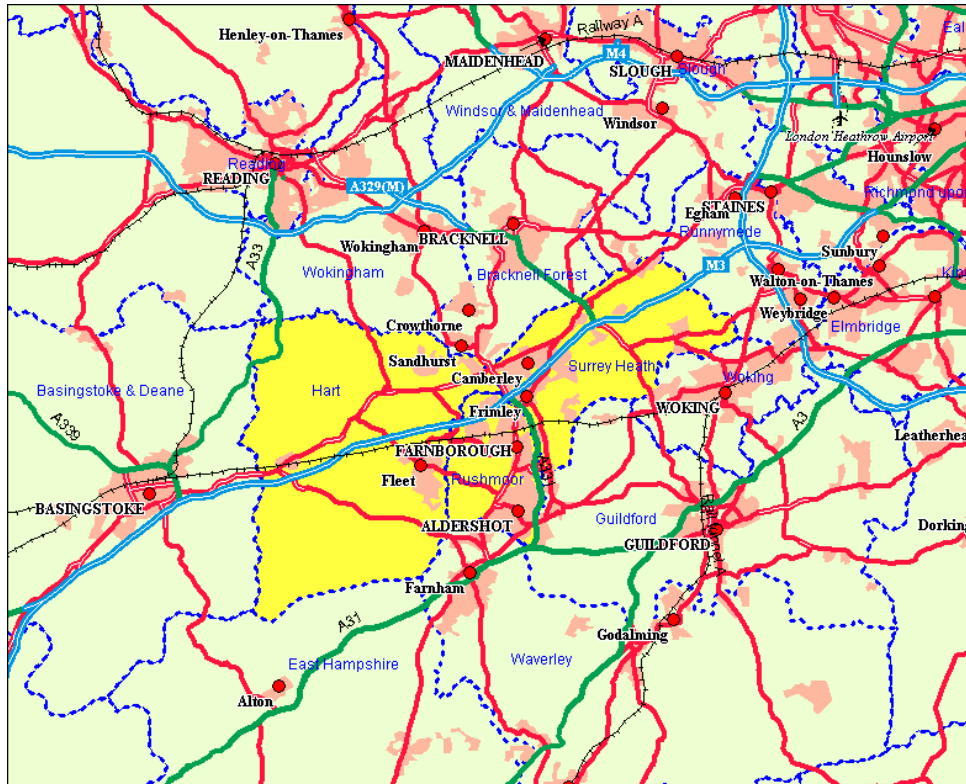 Henley-on-Thames
Railway A
MAIDENHEAD
M4
SLOUGH
Slough
Windsor & Maidenhead
Windsor
London Heathrow Airport
Hounslow
Reading
READING
A329(M)
STAINES
Richmond upo
Egham
Runnymede
Wokingham
BRACKNELL
A33
Wokingham
Bracknell Forest
M3
Sunbury
Walton-on-Thames
Weybridge
Crowthorne
Elmbridge
Sandhurst
Camberley
Surrey Heath
Woking
Basingstoke & Deane
Hart
Frimley
WOKING
A3
A339
Leatherhea
FARNBOROUGH
A331
Fleet
Rushmoor
BASINGSTOKE
ALDERSHOT
Guildford
Dorking
GUILDFORD
Farnham
A31
Godalming
East Hampshire
Waverley
Alton